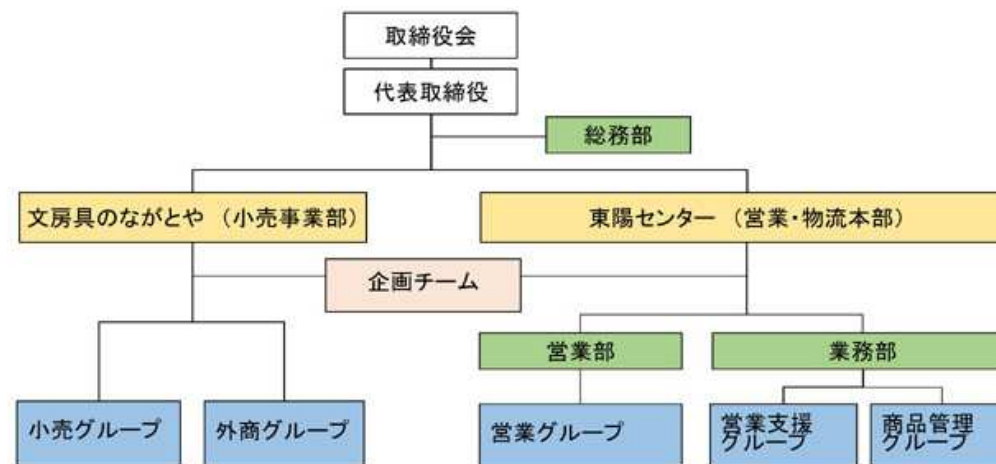 取締役会
代表取締役
総務部
文房具のながとや （小売事業部）
東陽センター （営業・物流本部）
企画チーム
営業部
業務部
小売グループ
外商グループ
営業グループ
営業支援
グループ
商品管理
グループ